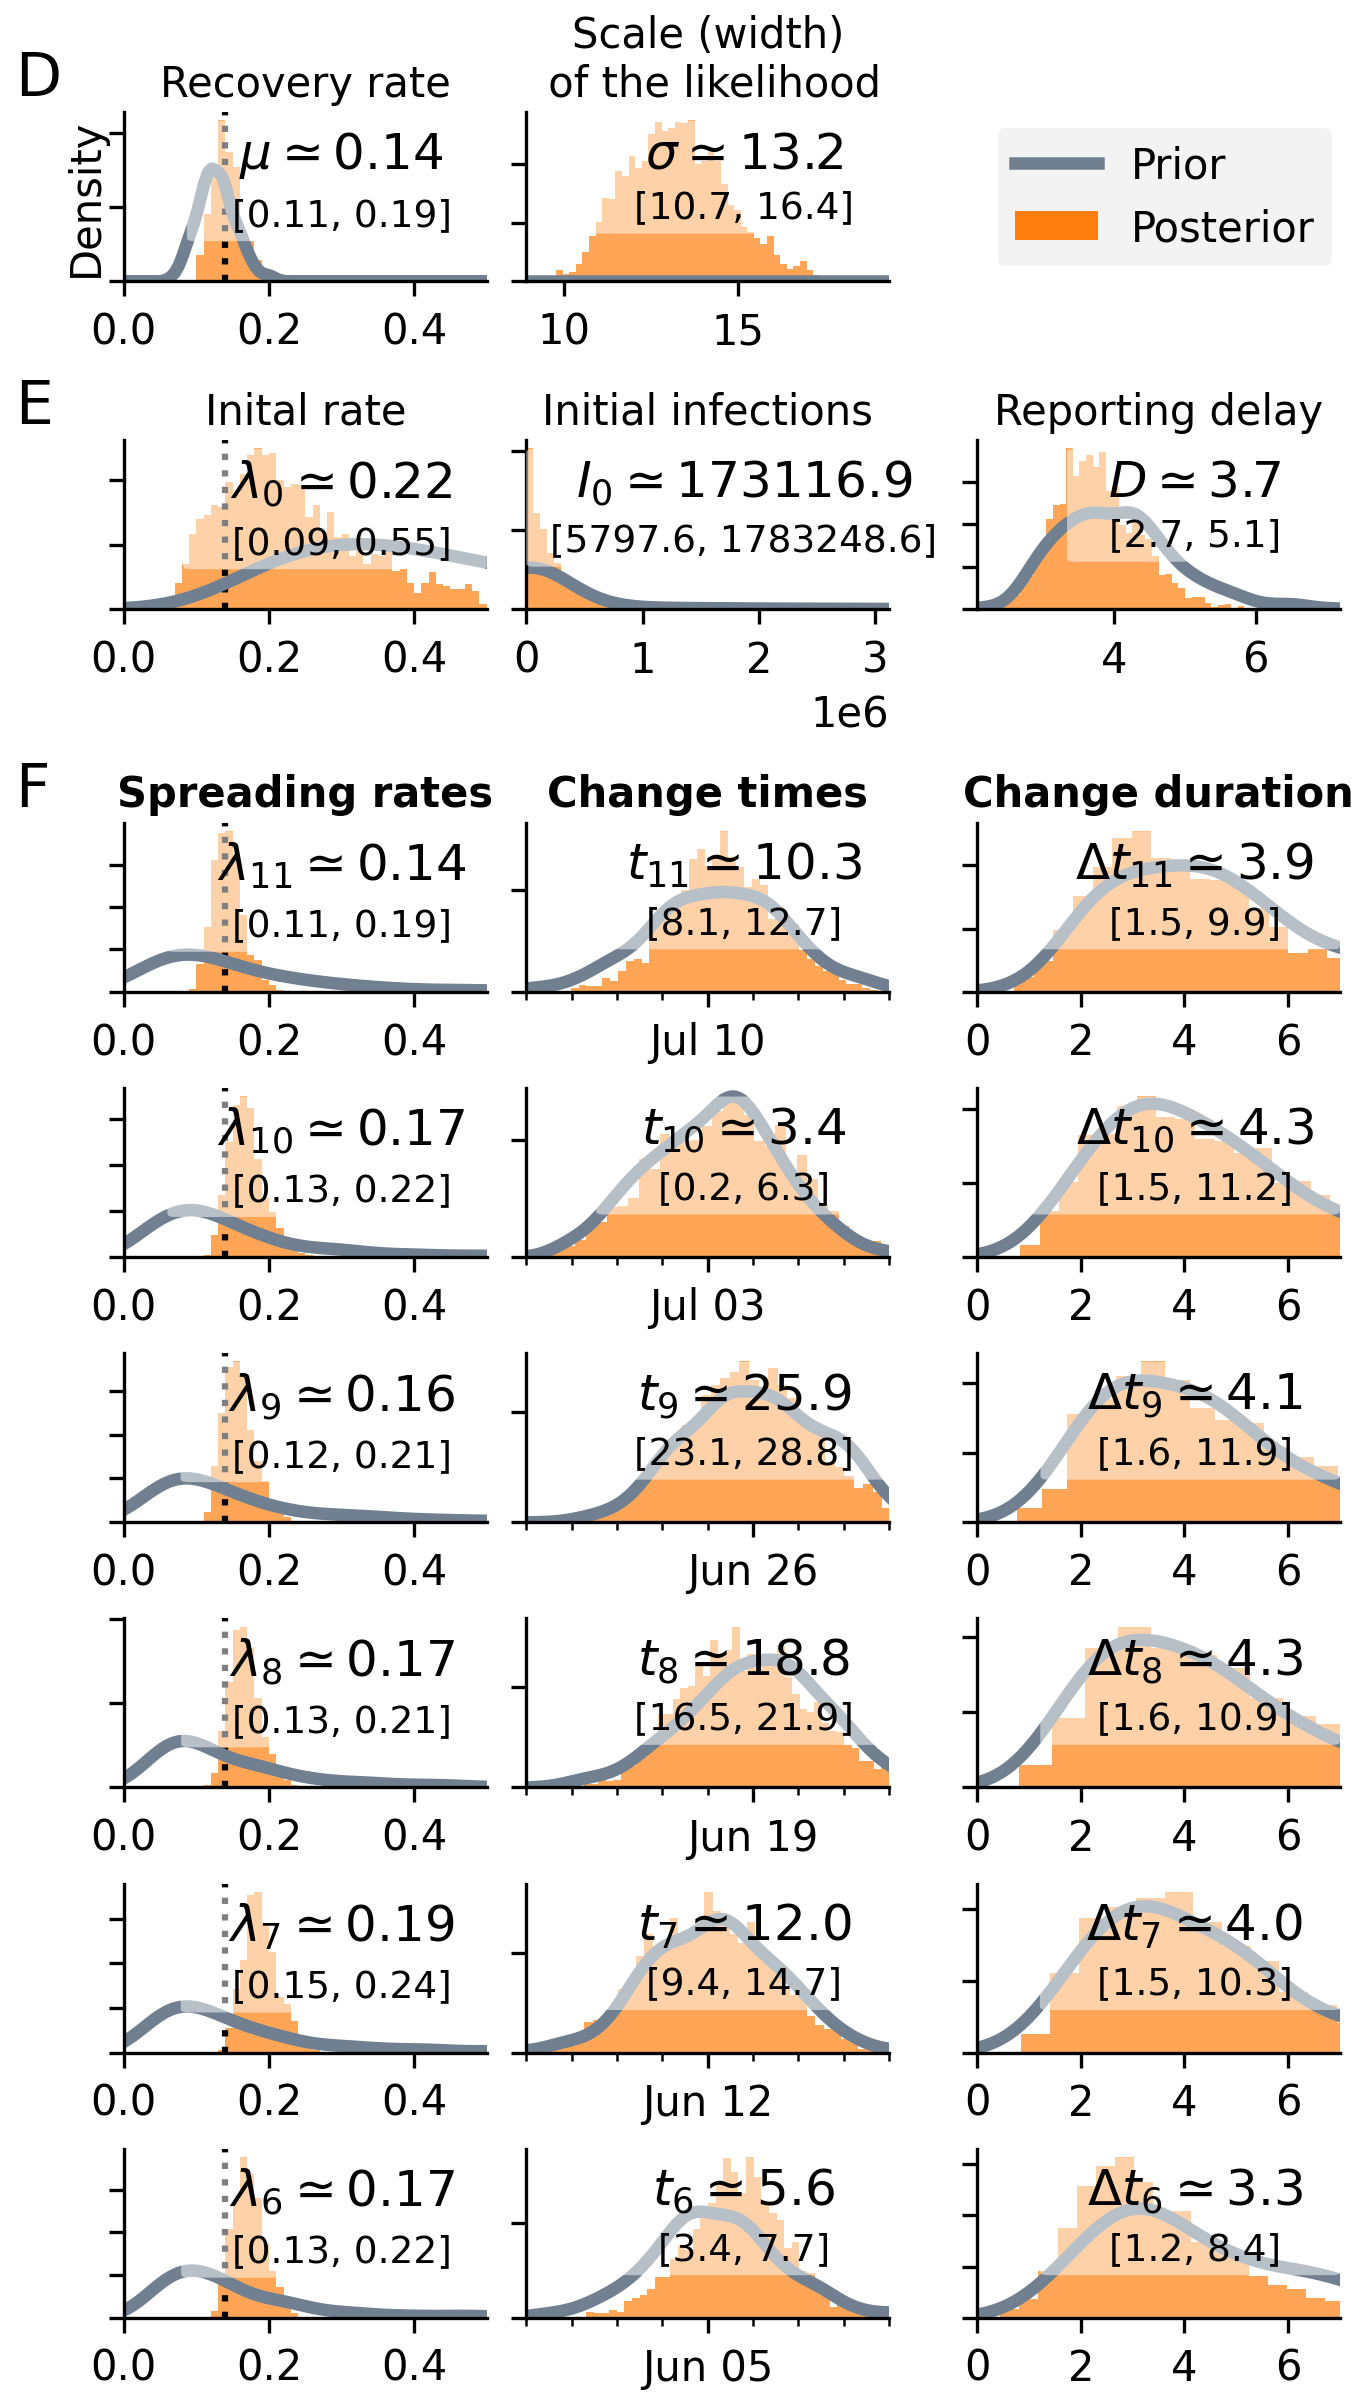 D
Recovery rate
Scale (width)
of the likelihood
Density
μ ≃ 0.14
[0.11, 0.19]
0.0 0.2 0.4
σ ≃ 13.2
[10.7, 16.4]
10 15
Prior
Posterior
E
Inital rate
Initial infections
Reporting delay
λ0 ≃ 0.22
[0.09, 0.55]
0.0 0.2 0.4
I0 ≃ 173116.9
[5797.6, 1783248.6]
0 1 2 3
1e6
D ≃ 3.7
[2.7, 5.1]
4 6
F
Spreading rates
Change times
Change duration
λ11 ≃ 0.14
[0.11, 0.19]
0.0 0.2 0.4
t11 ≃ 10.3
[8.1, 12.7]
Jul 10
Δt11 ≃ 3.9
[1.5, 9.9]
0 2 4 6
λ10 ≃ 0.17
[0.13, 0.22]
0.0 0.2 0.4
t10 ≃ 3.4
[0.2, 6.3]
Jul 03
Δt10 ≃ 4.3
[1.5, 11.2]
0 2 4 6
λ9 ≃ 0.16
[0.12, 0.21]
0.0 0.2 0.4
t9 ≃ 25.9
[23.1, 28.8]
Jun 26
Δt9 ≃ 4.1
[1.6, 11.9]
0 2 4 6
λ8 ≃ 0.17
[0.13, 0.21]
0.0 0.2 0.4
t8 ≃ 18.8
[16.5, 21.9]
Jun 19
Δt8 ≃ 4.3
[1.6, 10.9]
0 2 4 6
λ7 ≃ 0.19
[0.15, 0.24]
0.0 0.2 0.4
t7 ≃ 12.0
[9.4, 14.7]
Jun 12
Δt7 ≃ 4.0
[1.5, 10.3]
0 2 4 6
λ6 ≃ 0.17
[0.13, 0.22]
0.0 0.2 0.4
t6 ≃ 5.6
[3.4, 7.7]
Jun 05
Δt6 ≃ 3.3
[1.2, 8.4]
0 2 4 6